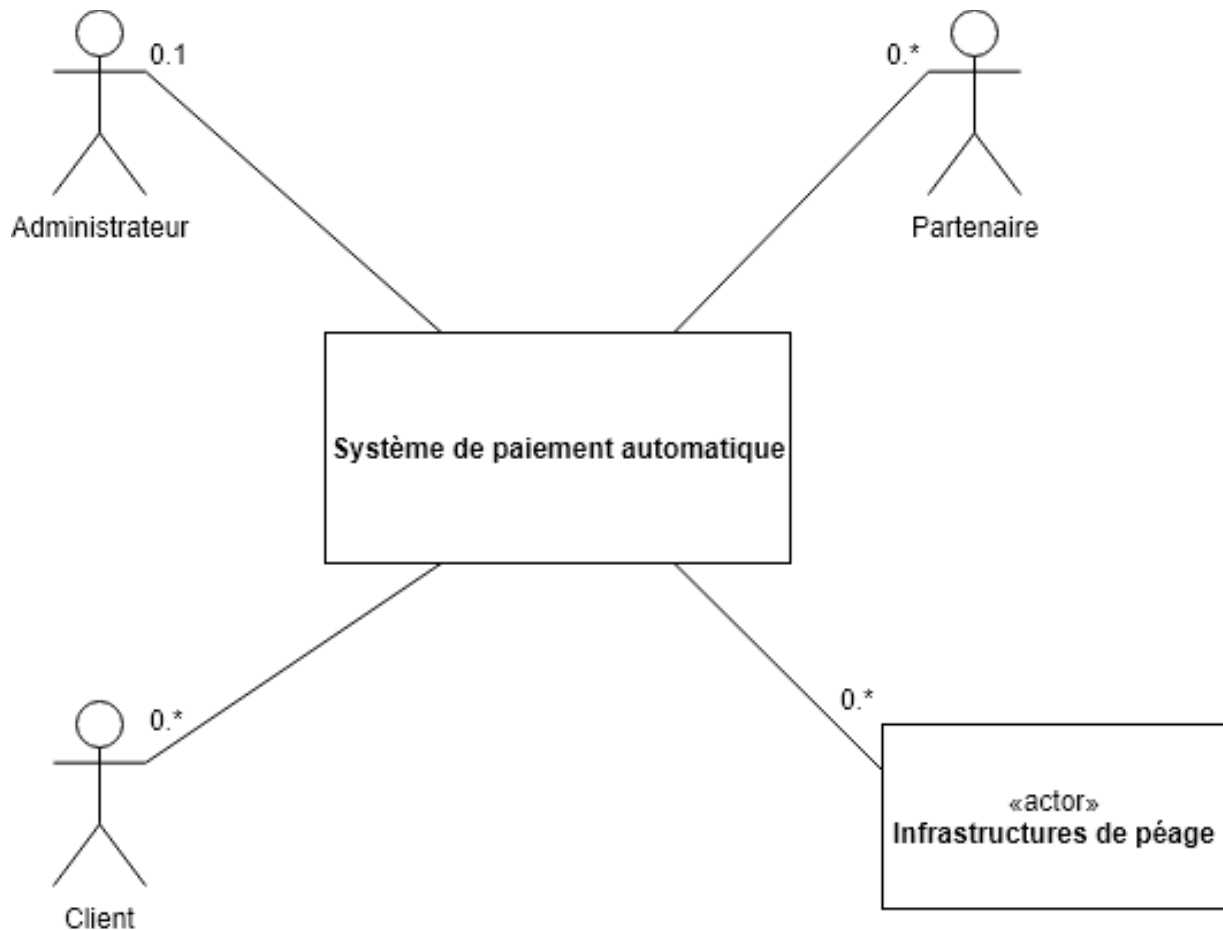 0.1
0.*
Administrateur
Partenaire
Système de paiement automatique
0.*
0.*
«actor»
Infrastructures de péage
Client